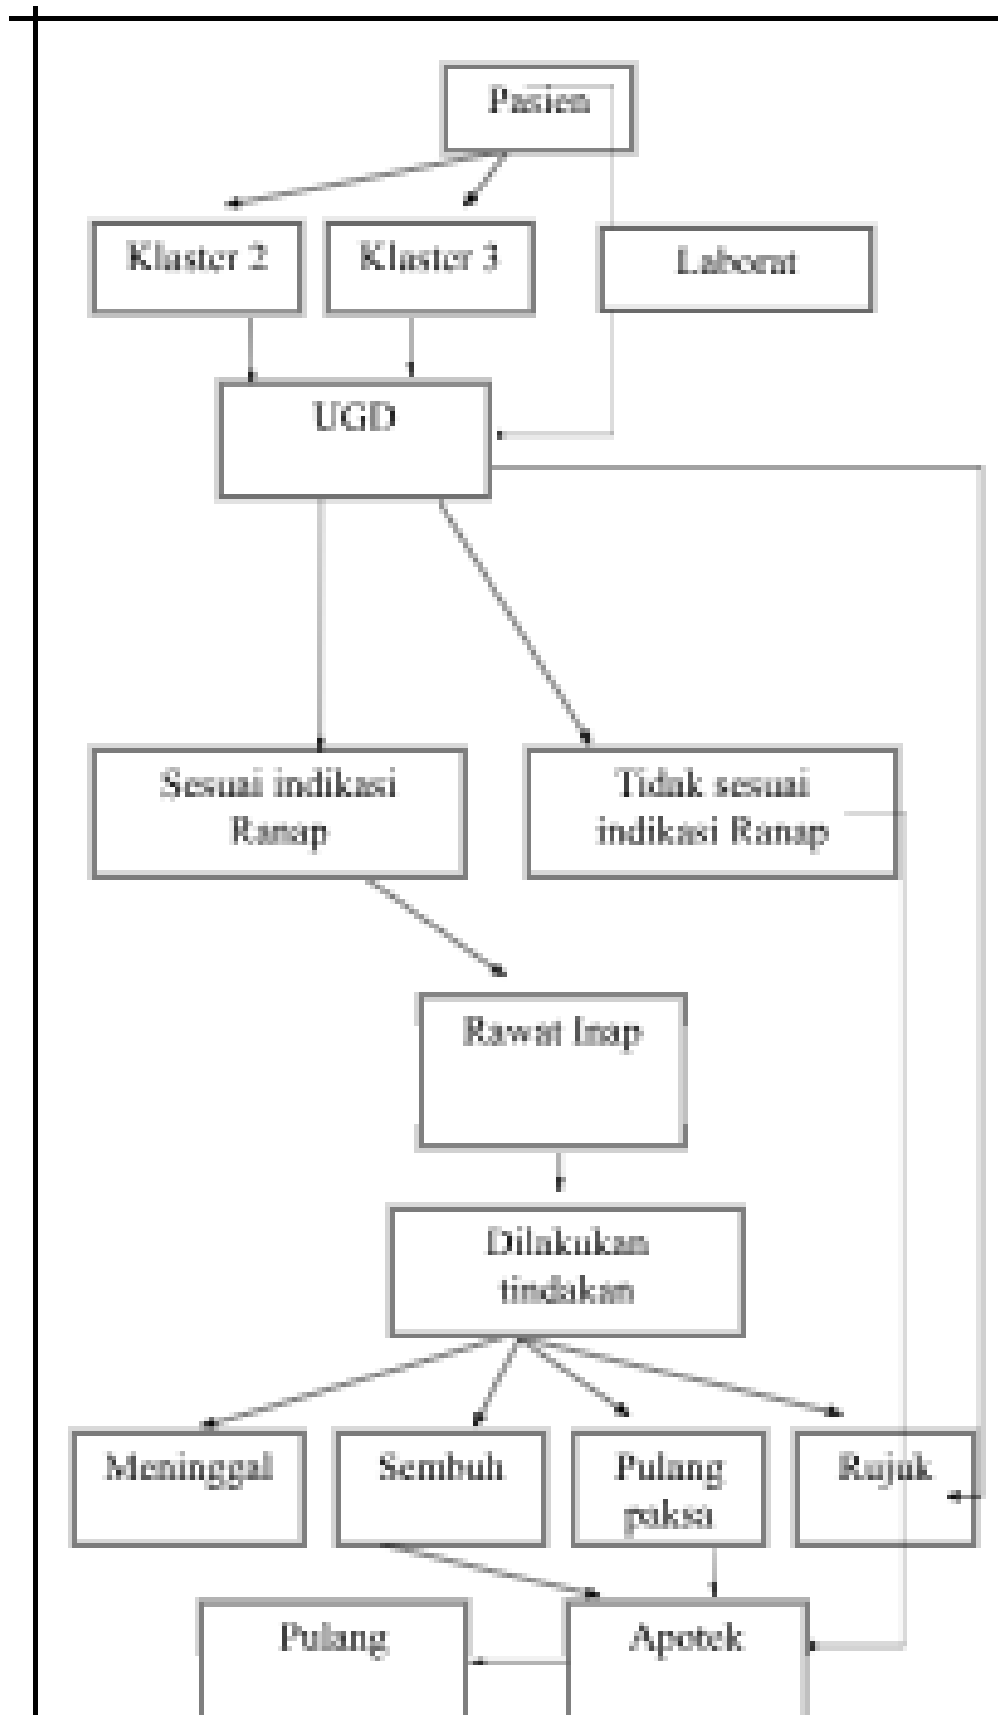 Pasien
Klaster 2
Klaster 3
Laborat
UGD
Sesuai indikasi
Ranap
Tidak sesuai
indikasi Ranap
Rawat Inap
Dilakukan
tindakan
Meninggal
Sembuh
Pulang
paksa
Rujuk
Pulang
Apotek